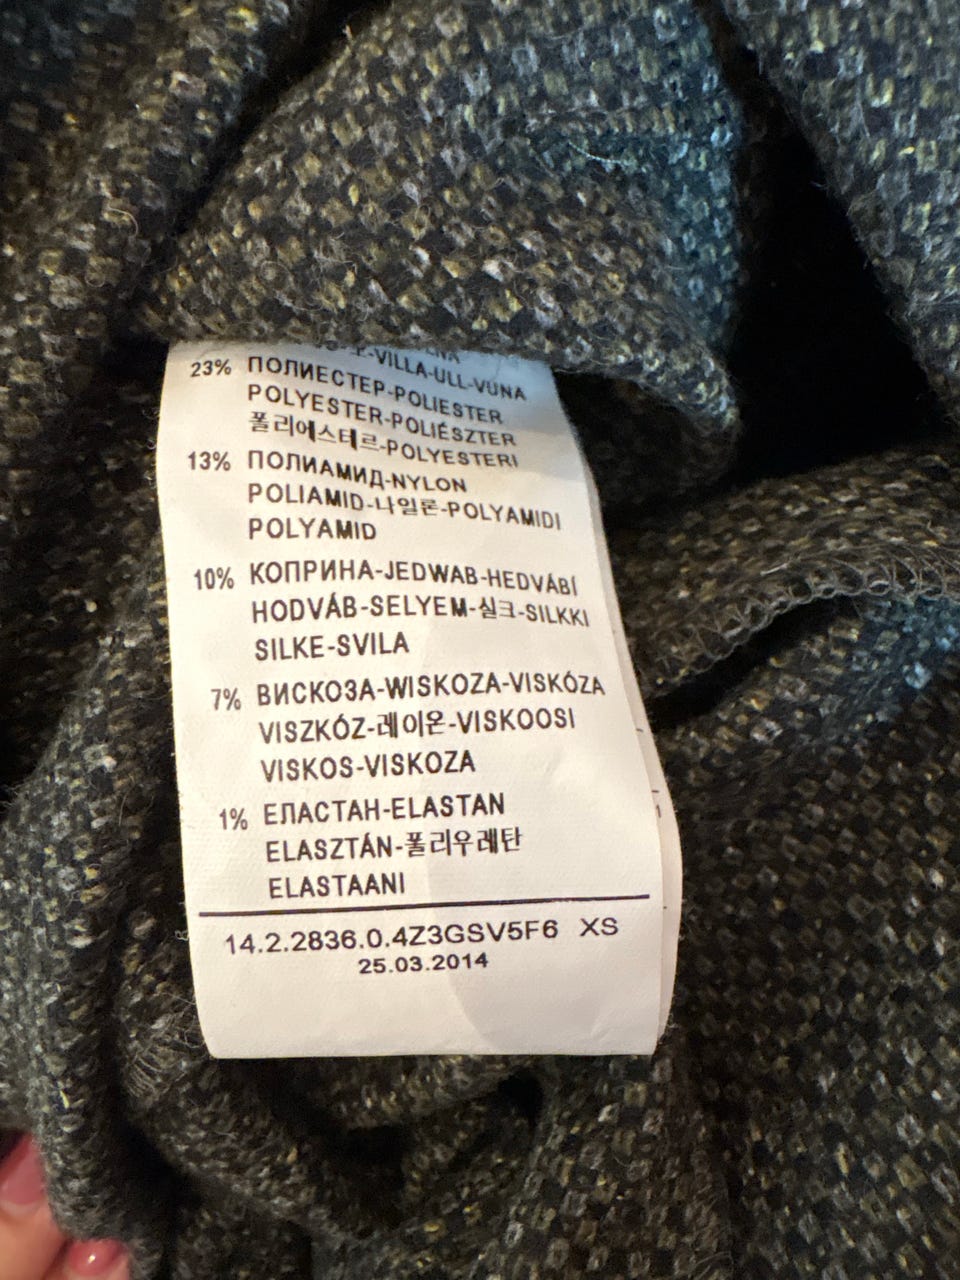 -VILLA-ULL-VUNA
23% ПОЛИЕСТЕР-POLIESTER
POLYESTER-POLIÉSZTER
폴리에스테르-POLYESTERI
13% ПОЛИАМИД-NYLON
POLIAMID-나일론-POLYAMIDI
POLYAMID
10% КОПРИНА-JEDWAB-HEDVÁBÍ
HODVÁB-SELYEM-실크-SILKKI
SILKE-SVILA
7% ВИСКОЗА-WISKOZA-VISKÓZA
VISZKÓZ-레이온-VISKOOSI
VISKOS-VISKOZA
1% ЕЛАСТАН-ELASTAN
ELASZTÁN-폴리우레탄
ELASTAANI
14.2.2836.0.4Z3GSV5F6 XS
25.03.2014